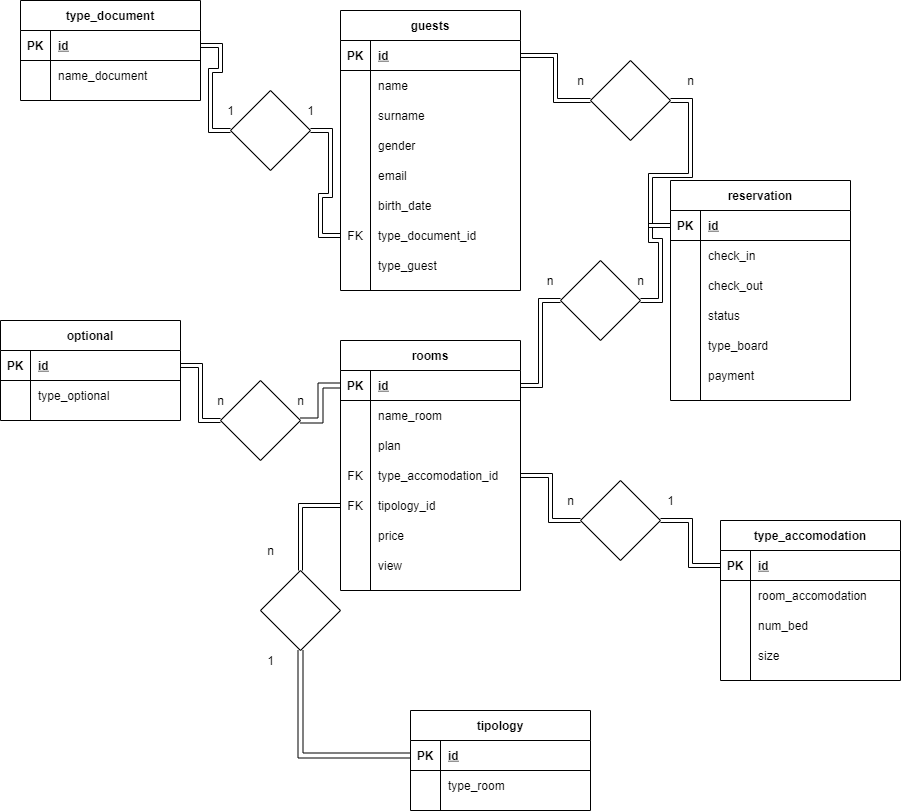 type_document
PK id
name_document
guests
PK id
name
surname
gender
email
birth_date
FK type_document_id
type_guest
1 1
n n
reservation
PK id
check_in
check_out
status
type_board
payment
n n
optional
PK id
type_optional
n n
rooms
PK id
name_room
plan
FK type_accomodation_id
FK tipology_id
price
view
n 1
type_accomodation
PK id
room_accomodation
num_bed
size
n
1
tipology
PK id
type_room